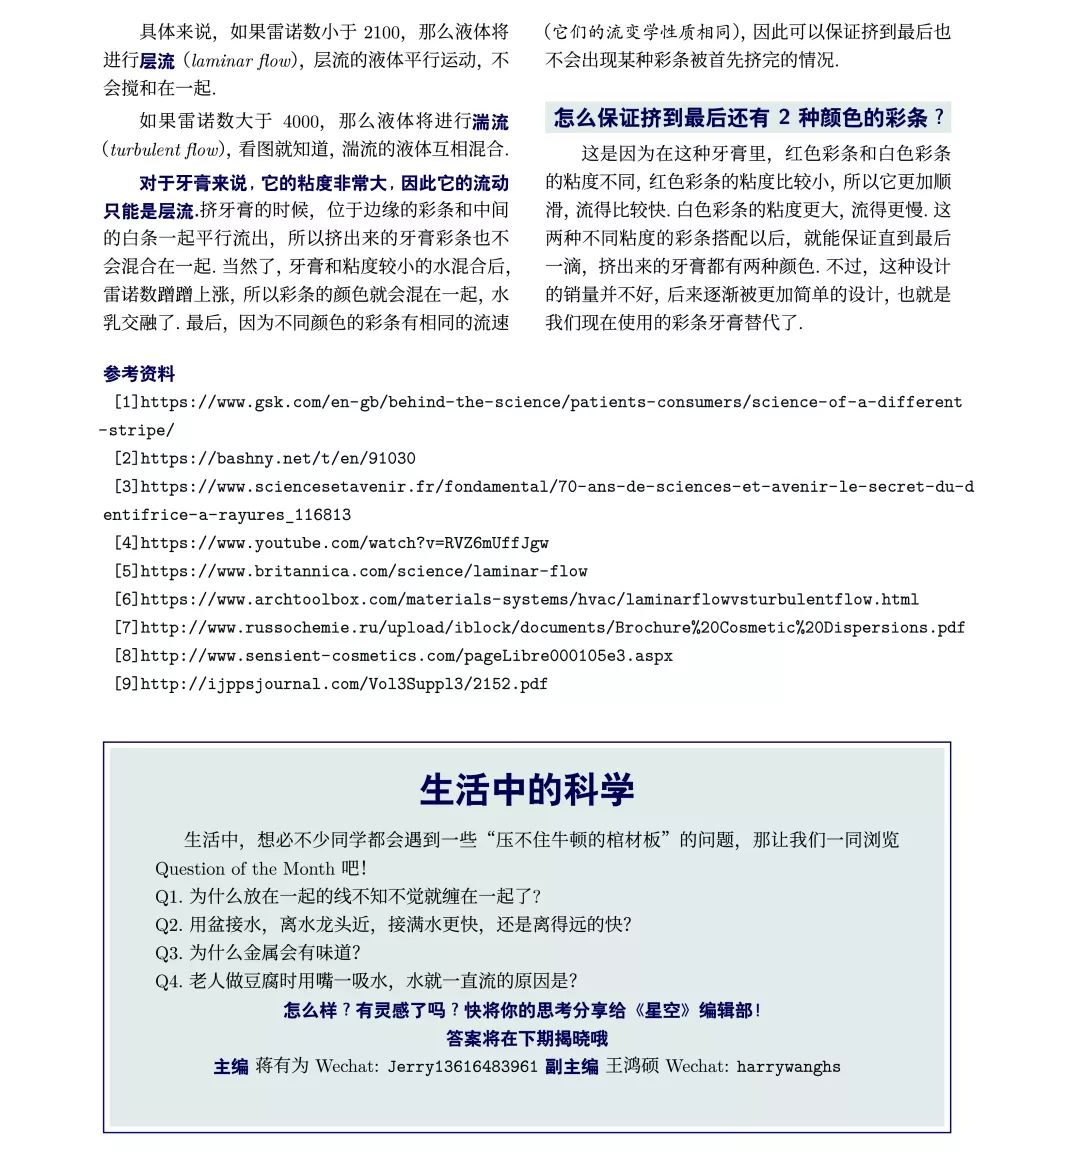 具体来说，如果雷诺数小于 2100，那么液体将
进行层流（laminar flow），层流的液体平行运动，不
会搅和在一起.
如果雷诺数大于 4000，那么液体将进行湍流
（turbulent flow），看图就知道，湍流的液体互相混合.
对于牙膏来说，它的粘度非常大，因此它的流动
只能是层流.挤牙膏的时候，位于边缘的彩条和中间
的白条一起平行流出，所以挤出来的牙膏彩条也不
会混合在一起. 当然了，牙膏和粘度较小的水混合后，
雷诺数蹭蹭上涨，所以彩条的颜色就会混在一起，水
乳交融了. 最后，因为不同颜色的彩条有相同的流速
（它们的流变学性质相同），因此可以保证挤到最后也
不会出现某种彩条被首先挤完的情况.
怎么保证挤到最后还有 2 种颜色的彩条？
这是因为在这种牙膏里，红色彩条和白色彩条
的粘度不同，红色彩条的粘度比较小，所以它更加顺
滑，流得比较快. 白色彩条的粘度更大，流得更慢. 这
两种不同粘度的彩条搭配以后，就能保证直到最后
一滴，挤出来的牙膏都有两种颜色. 不过，这种设计
的销量并不好，后来逐渐被更加简单的设计，也就是
我们现在使用的彩条牙膏替代了.
参考资料
[1]https://www.gsk.com/en-gb/behind-the-science/patients-consumers/science-of-a-different
-stripe/
[2]https://bashny.net/t/en/91030
[3]https://www.sciencesetavenir.fr/fondamental/70-ans-de-sciences-et-avenir-le-secret-du-d
entifrice-a-rayures_116813
[4]https://www.youtube.com/watch?v=RVZ6mUffJgw
[5]https://www.britannica.com/science/laminar-flow
[6]https://www.archtoolbox.com/materials-systems/hvac/laminarflowvsturbulentflow.html
[7]http://www.russochemie.ru/upload/iblock/documents/Brochure%20Cosmetic%20Dispersions.pdf
[8]http://www.sensient-cosmetics.com/pageLibre000105e3.aspx
[9]http://ijppsjournal.com/Vol3Suppl3/2152.pdf
生活中的科学
生活中，想必不少同学都会遇到一些“压不住牛顿的棺材板”的问题，那让我们一同浏览
Question of the Month 吧！
Q1. 为什么放在一起的线不知不觉就缠在一起了？
Q2. 用盆接水，离水龙头近，接满水更快，还是离得远的快？
Q3. 为什么金属会有味道？
Q4. 老人做豆腐时用嘴一吸水，水就一直流的原因是？
怎么样？有灵感了吗？快将你的思考分享给《星空》编辑部！
答案将在下期揭晓哦
主编 蒋有为 Wechat: Jerry13616483961 副主编 王鸿硕 Wechat: harrywanghs